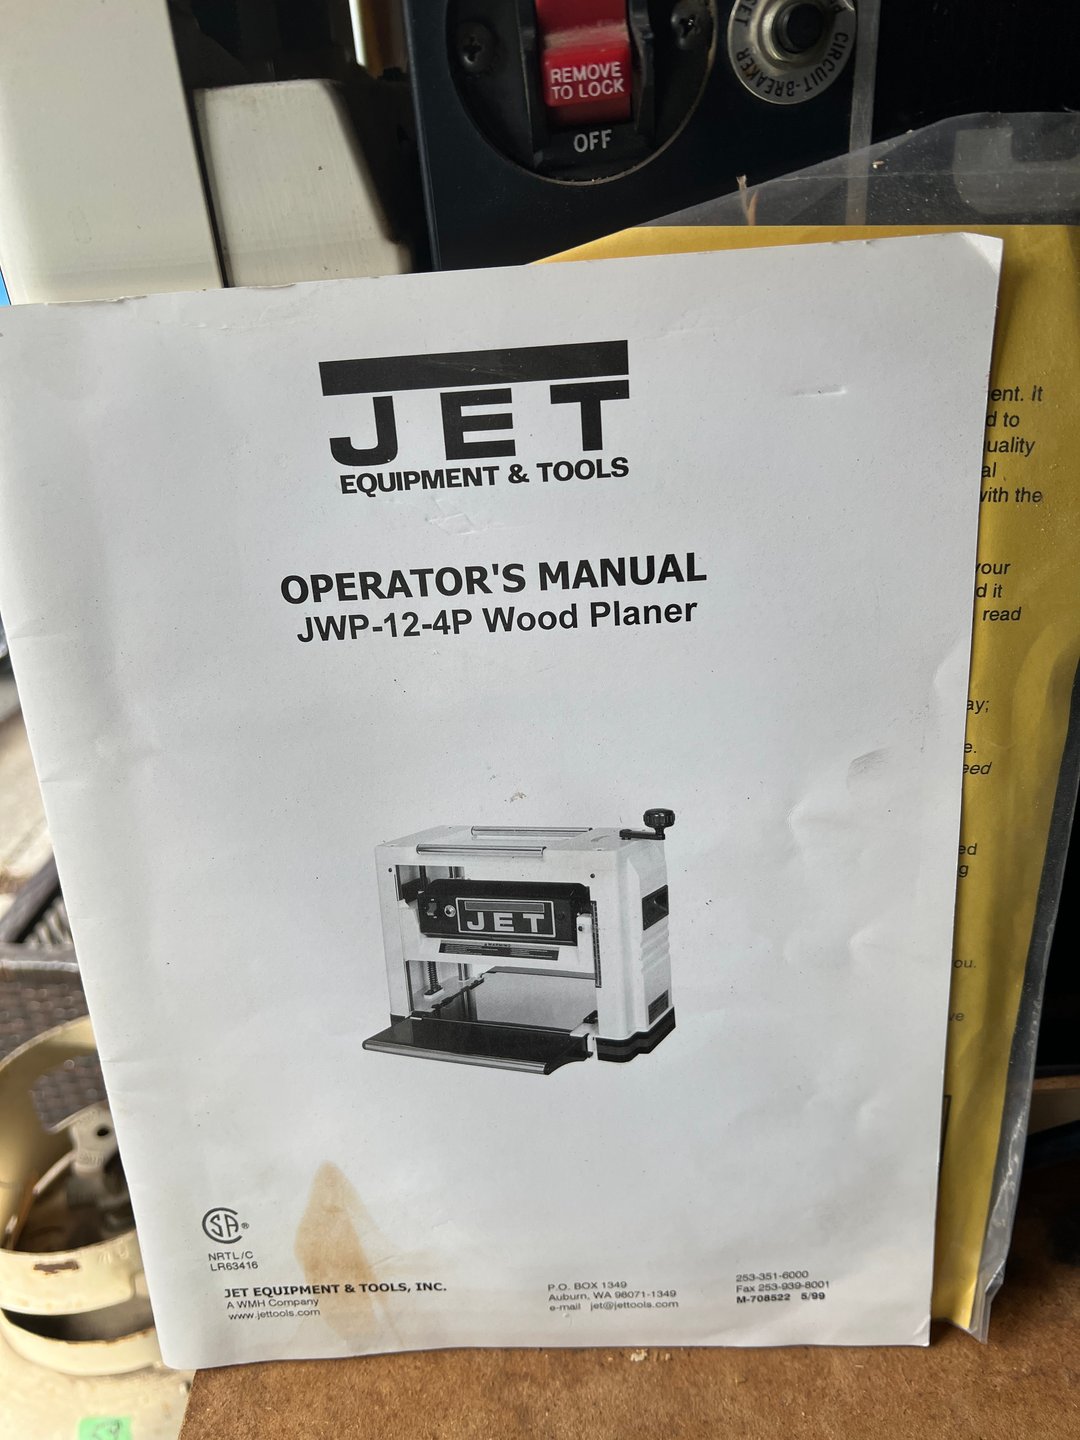 REMOVE
TO LOCK
OFF
CIRCUIT-BREAKER
JET
EQUIPMENT & TOOLS
OPERATOR'S MANUAL
JWP-12-4P Wood Planer
JET
WARNING
SA®
NRTL/C
LR63416
JET EQUIPMENT & TOOLS, INC.
A WMH Company
www.jettools.com
P.O. BOX 1349
Auburn, WA 98071-1349
e-mail jet@jettools.com
253-351-6000
Fax 253-939-8001
M-708522 5/99
ent. It
d to
uality
al
with the
your
d it
read
ay;
e.
eed
ed
g
ou.
ve